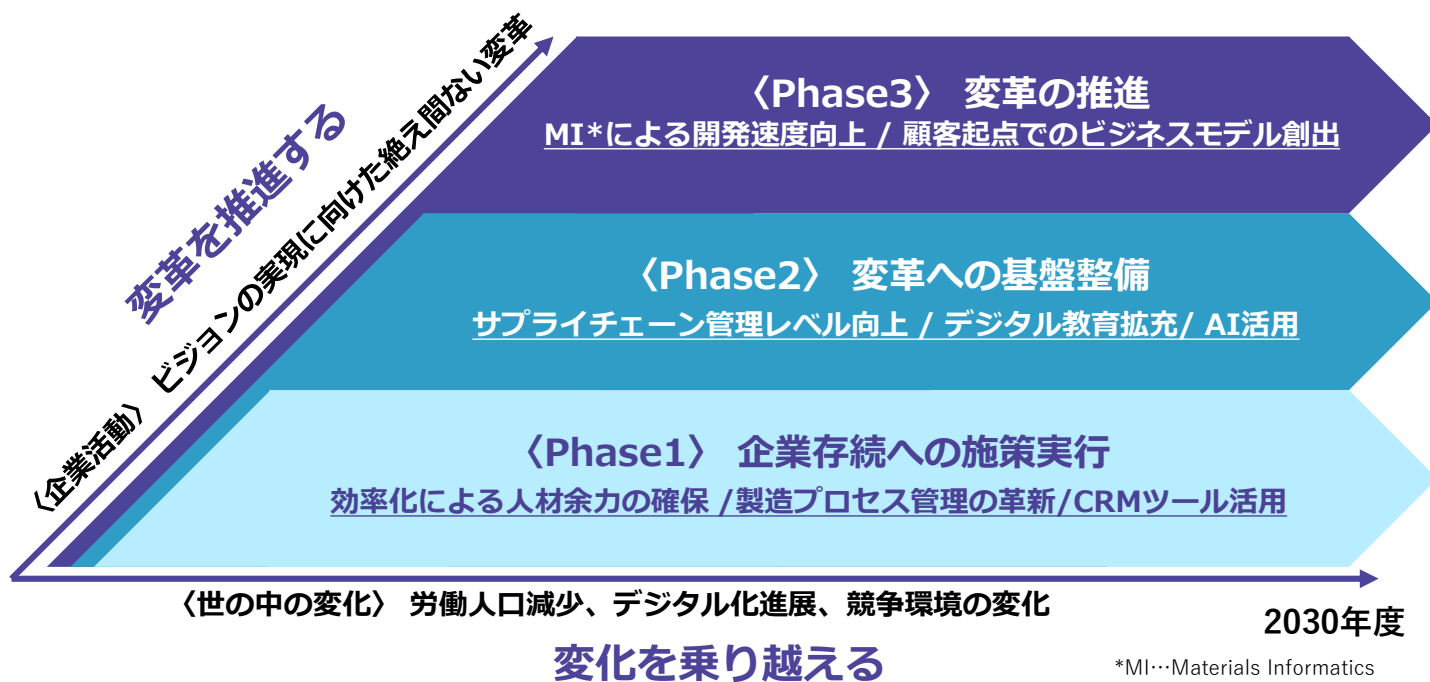 変革を推進する
〈企業活動〉 ビジョンの実現に向けた絶え間ない変革
〈Phase3〉 変革の推進
MI*による開発速度向上 / 顧客起点でのビジネスモデル創出
〈Phase2〉 変革への基盤整備
サプライチェーン管理レベル向上 / デジタル教育拡充/ AI活用
〈Phase1〉 企業存続への施策実行
効率化による人材余力の確保 /製造プロセス管理の革新/CRMツール活用
〈世の中の変化〉 労働人口減少、デジタル化進展、競争環境の変化
2030年度
変化を乗り越える
*MI…Materials Informatics